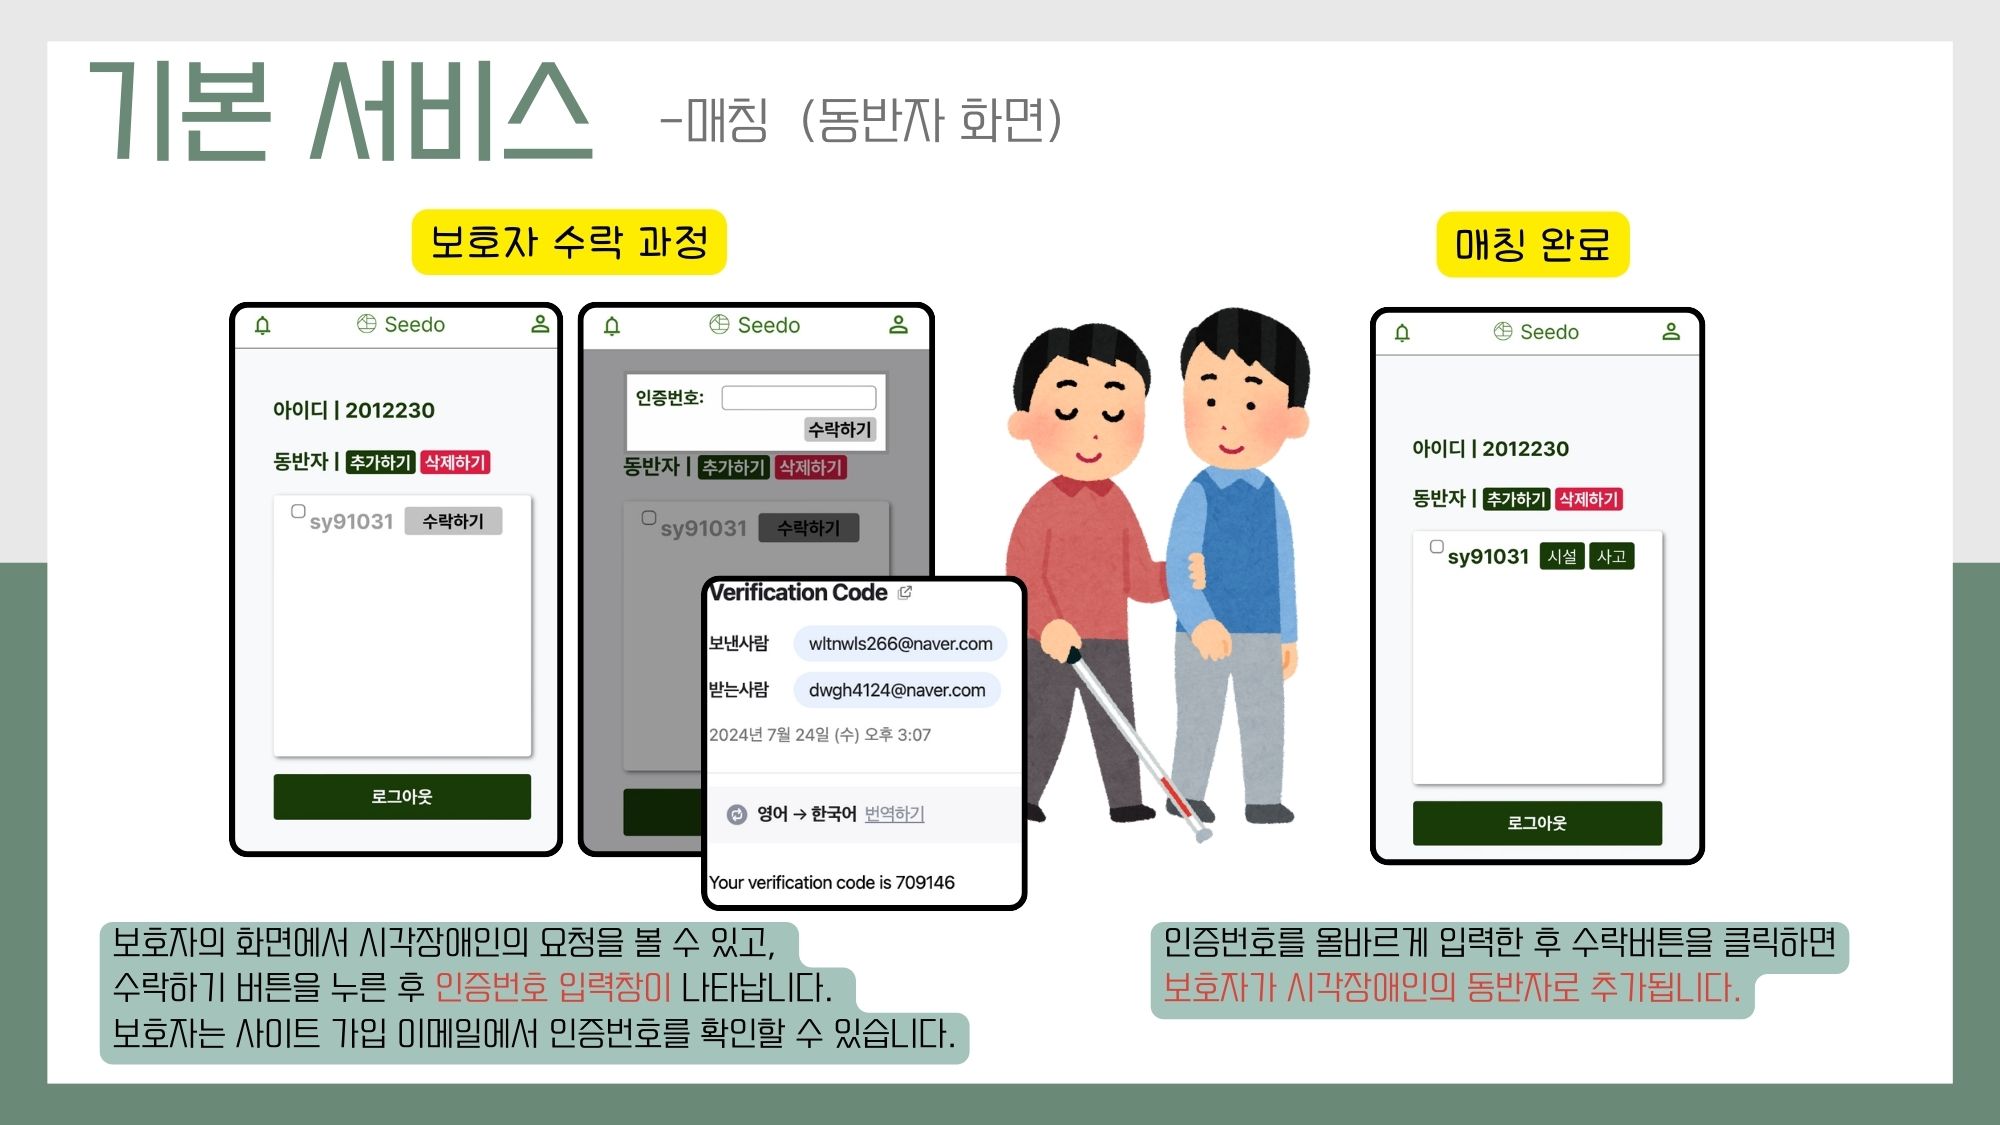 기본 서비스 -매칭 (동반자 화면)
보호자 수락 과정
Seedo
아이디 | 2012230
동반자 | 추가하기 삭제하기
sy91031 수락하기
로그아웃
Seedo
인증번호:
수락하기
동반자 | 추가하기 삭제하기
sy91031 수락하기
Verification Code
보낸사람 wltnwls266@naver.com
받는사람 dwgh4124@naver.com
2024년 7월 24일 (수) 오후 3:07
영어 → 한국어 번역하기
Your verification code is 709146
보호자의 화면에서 시각장애인의 요청을 볼 수 있고,
수락하기 버튼을 누른 후 인증번호 입력창이 나타납니다.
보호자는 사이트 가입 이메일에서 인증번호를 확인할 수 있습니다.
매칭 완료
Seedo
아이디 | 2012230
동반자 | 추가하기 삭제하기
sy91031 시설 사고
로그아웃
인증번호를 올바르게 입력한 후 수락버튼을 클릭하면
보호자가 시각장애인의 동반자로 추가됩니다.